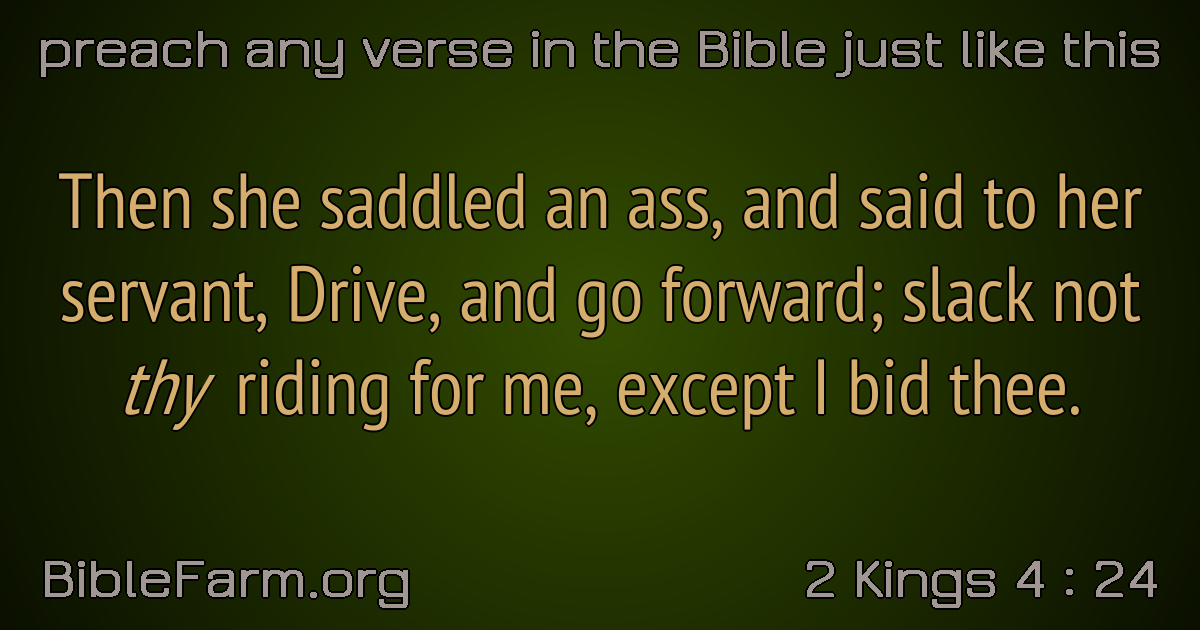 preach any verse in the Bible just like this
Then she saddled an ass, and said to her
servant, Drive, and go forward; slack not
thy riding for me, except I bid thee.
BibleFarm.org
2 Kings 4 : 24